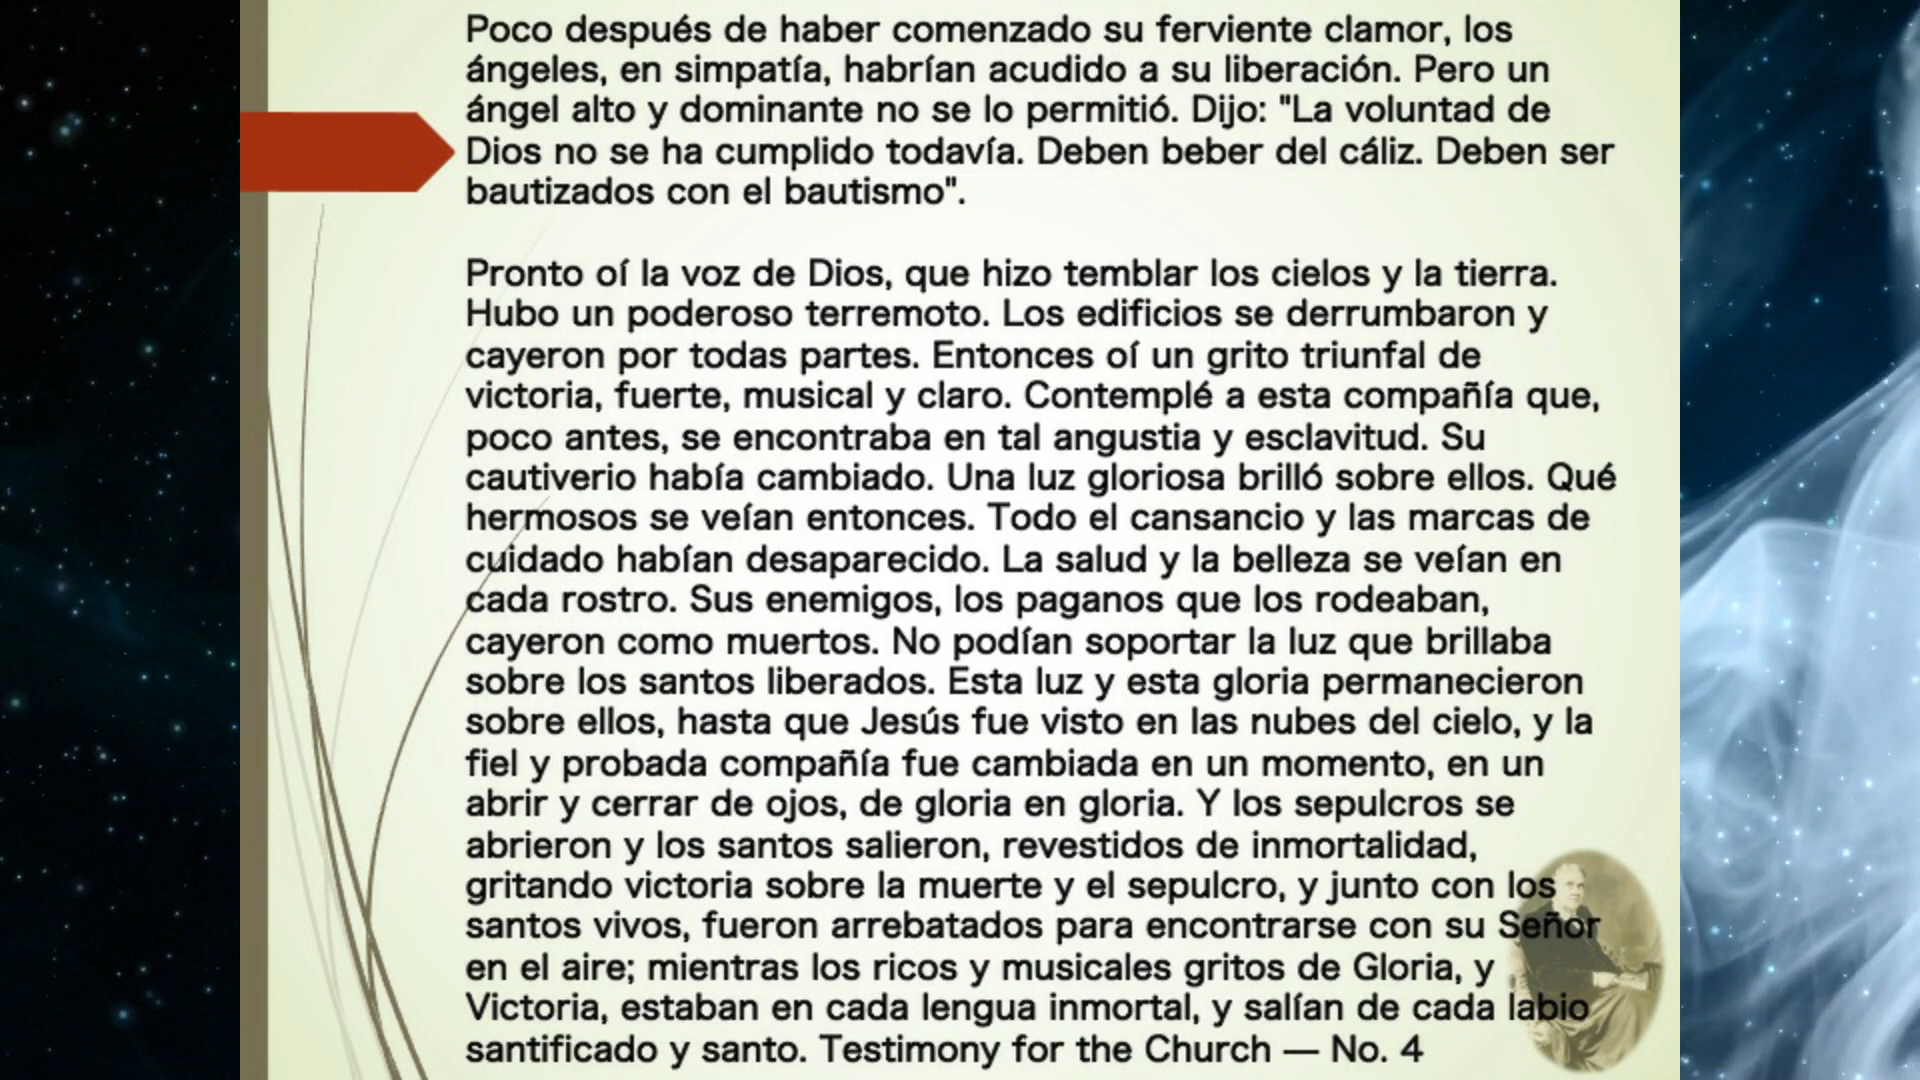 Poco después de haber comenzado su ferviente clamor, los
ángeles, en simpatía, habrían acudido a su liberación. Pero un
ángel alto y dominante no se lo permitió. Dijo: "La voluntad de
Dios no se ha cumplido todavía. Deben beber del cáliz. Deben ser
bautizados con el bautismo".
Pronto oí la voz de Dios, que hizo temblar los cielos y la tierra.
Hubo un poderoso terremoto. Los edificios se derrumbaron y
cayeron por todas partes. Entonces oí un grito triunfal de
victoria, fuerte, musical y claro. Contemplé a esta compañía que,
poco antes, se encontraba en tal angustia y esclavitud. Su
cautiverio había cambiado. Una luz gloriosa brilló sobre ellos. Qué
hermosos se veían entonces. Todo el cansancio y las marcas de
cuidado habían desaparecido. La salud y la belleza se veían en
cada rostro. Sus enemigos, los paganos que los rodeaban,
cayeron como muertos. No podían soportar la luz que brillaba
sobre los santos liberados. Esta luz y esta gloria permanecieron
sobre ellos, hasta que Jesús fue visto en las nubes del cielo, y la
fiel y probada compañía fue cambiada en un momento, en un
abrir y cerrar de ojos, de gloria en gloria. Y los sepulcros se
abrieron y los santos salieron, revestidos de inmortalidad,
gritando victoria sobre la muerte y el sepulcro, y junto con los
santos vivos, fueron arrebatados para encontrarse con su Señor
en el aire; mientras los ricos y musicales gritos de Gloria, y
Victoria, estaban en cada lengua inmortal, y salían de cada labio
santificado y santo. Testimony for the Church — No. 4